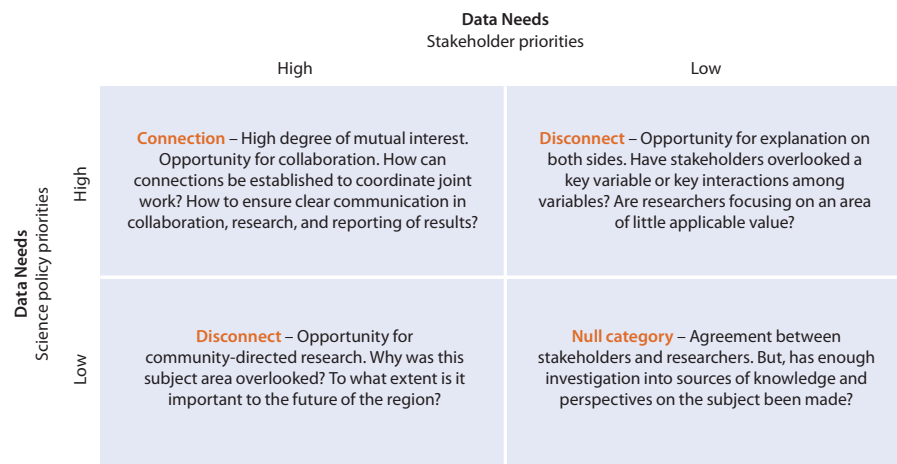 Data Needs
Stakeholder priorities
High
Low
Data Needs
Science policy priorities
High
Connection – High degree of mutual interest.
Opportunity for collaboration. How can
connections be established to coordinate joint
work? How to ensure clear communication in
collaboration, research, and reporting of results?
Disconnect – Opportunity for explanation on
both sides. Have stakeholders overlooked a
key variable or key interactions among
variables? Are researchers focusing on an area
of little applicable value?
Low
Disconnect – Opportunity for
community-directed research. Why was this
subject area overlooked? To what extent is it
important to the future of the region?
Null category – Agreement between
stakeholders and researchers. But, has enough
investigation into sources of knowledge and
perspectives on the subject been made?